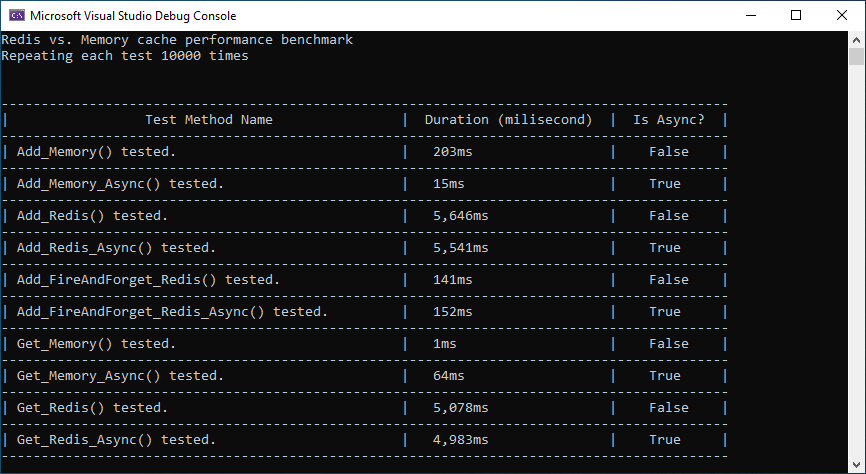 Microsoft Visual Studio Debug Console
Redis vs. Memory cache performance benchmark
Repeating each test 10000 times
---
| Test Method Name | Duration (milisecond) | Is Async? |
---
| Add_Memory() tested. | 203ms | False |
---
| Add_Memory_Async() tested. | 15ms | True |
---
| Add_Redis() tested. | 5,646ms | False |
---
| Add_Redis_Async() tested. | 5,541ms | True |
---
| Add_FireAndForget_Redis() tested. | 141ms | False |
---
| Add_FireAndForget_Redis_Async() tested. | 152ms | True |
---
| Get_Memory() tested. | 1ms | False |
---
| Get_Memory_Async() tested. | 64ms | True |
---
| Get_Redis() tested. | 5,078ms | False |
---
| Get_Redis_Async() tested. | 4,983ms | True |
---